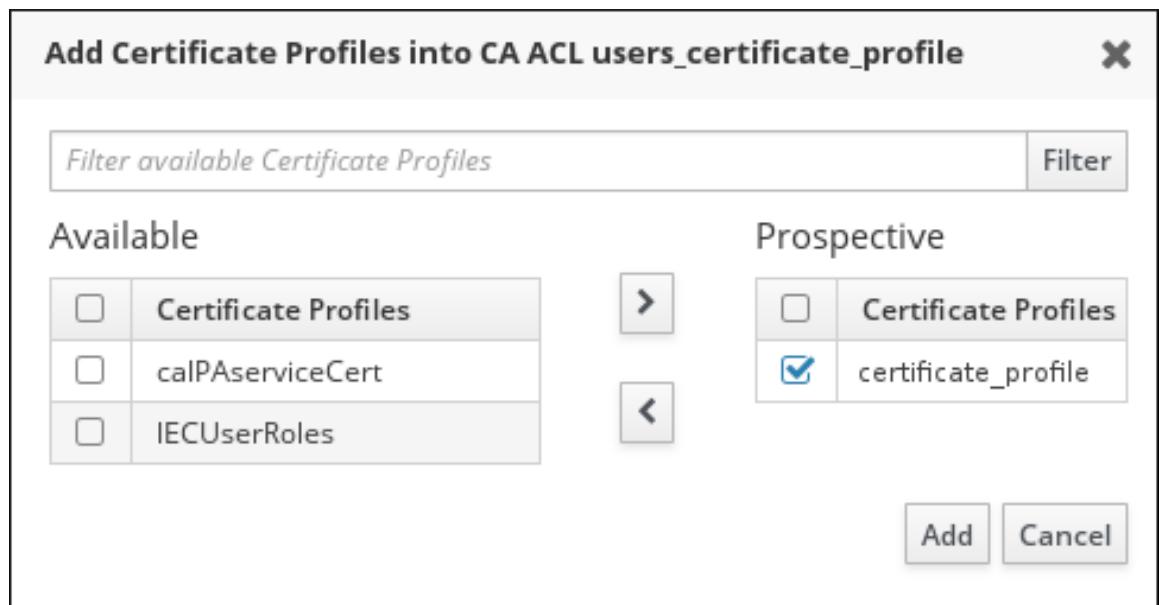 Add Certificate Profiles into CA ACL users_certificate_profile
Filter available Certificate Profiles
Filter
Available
Prospective
Certificate Profiles
Certificate Profiles
caIPAserviceCert
certificate_profile
IECUserRoles
Add
Cancel